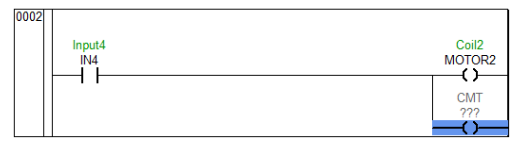 0002
Input4
IN4
Coil2
MOTOR2
CMT
???